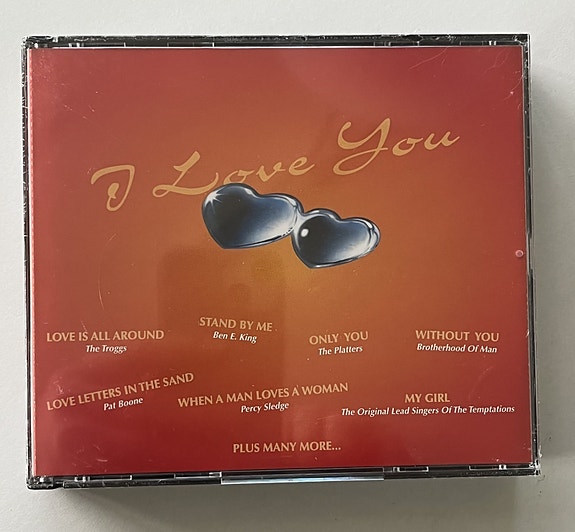 I Love You
LOVE IS ALL AROUND
The Troggs
STAND BY ME
Ben E. King
ONLY YOU
The Platters
WITHOUT YOU
Brotherhood Of Man
LOVE LETTERS IN THE SAND
Pat Boone
WHEN A MAN LOVES A WOMAN
Percy Sledge
MY GIRL
The Original Lead Singers Of The Temptations
PLUS MANY MORE...